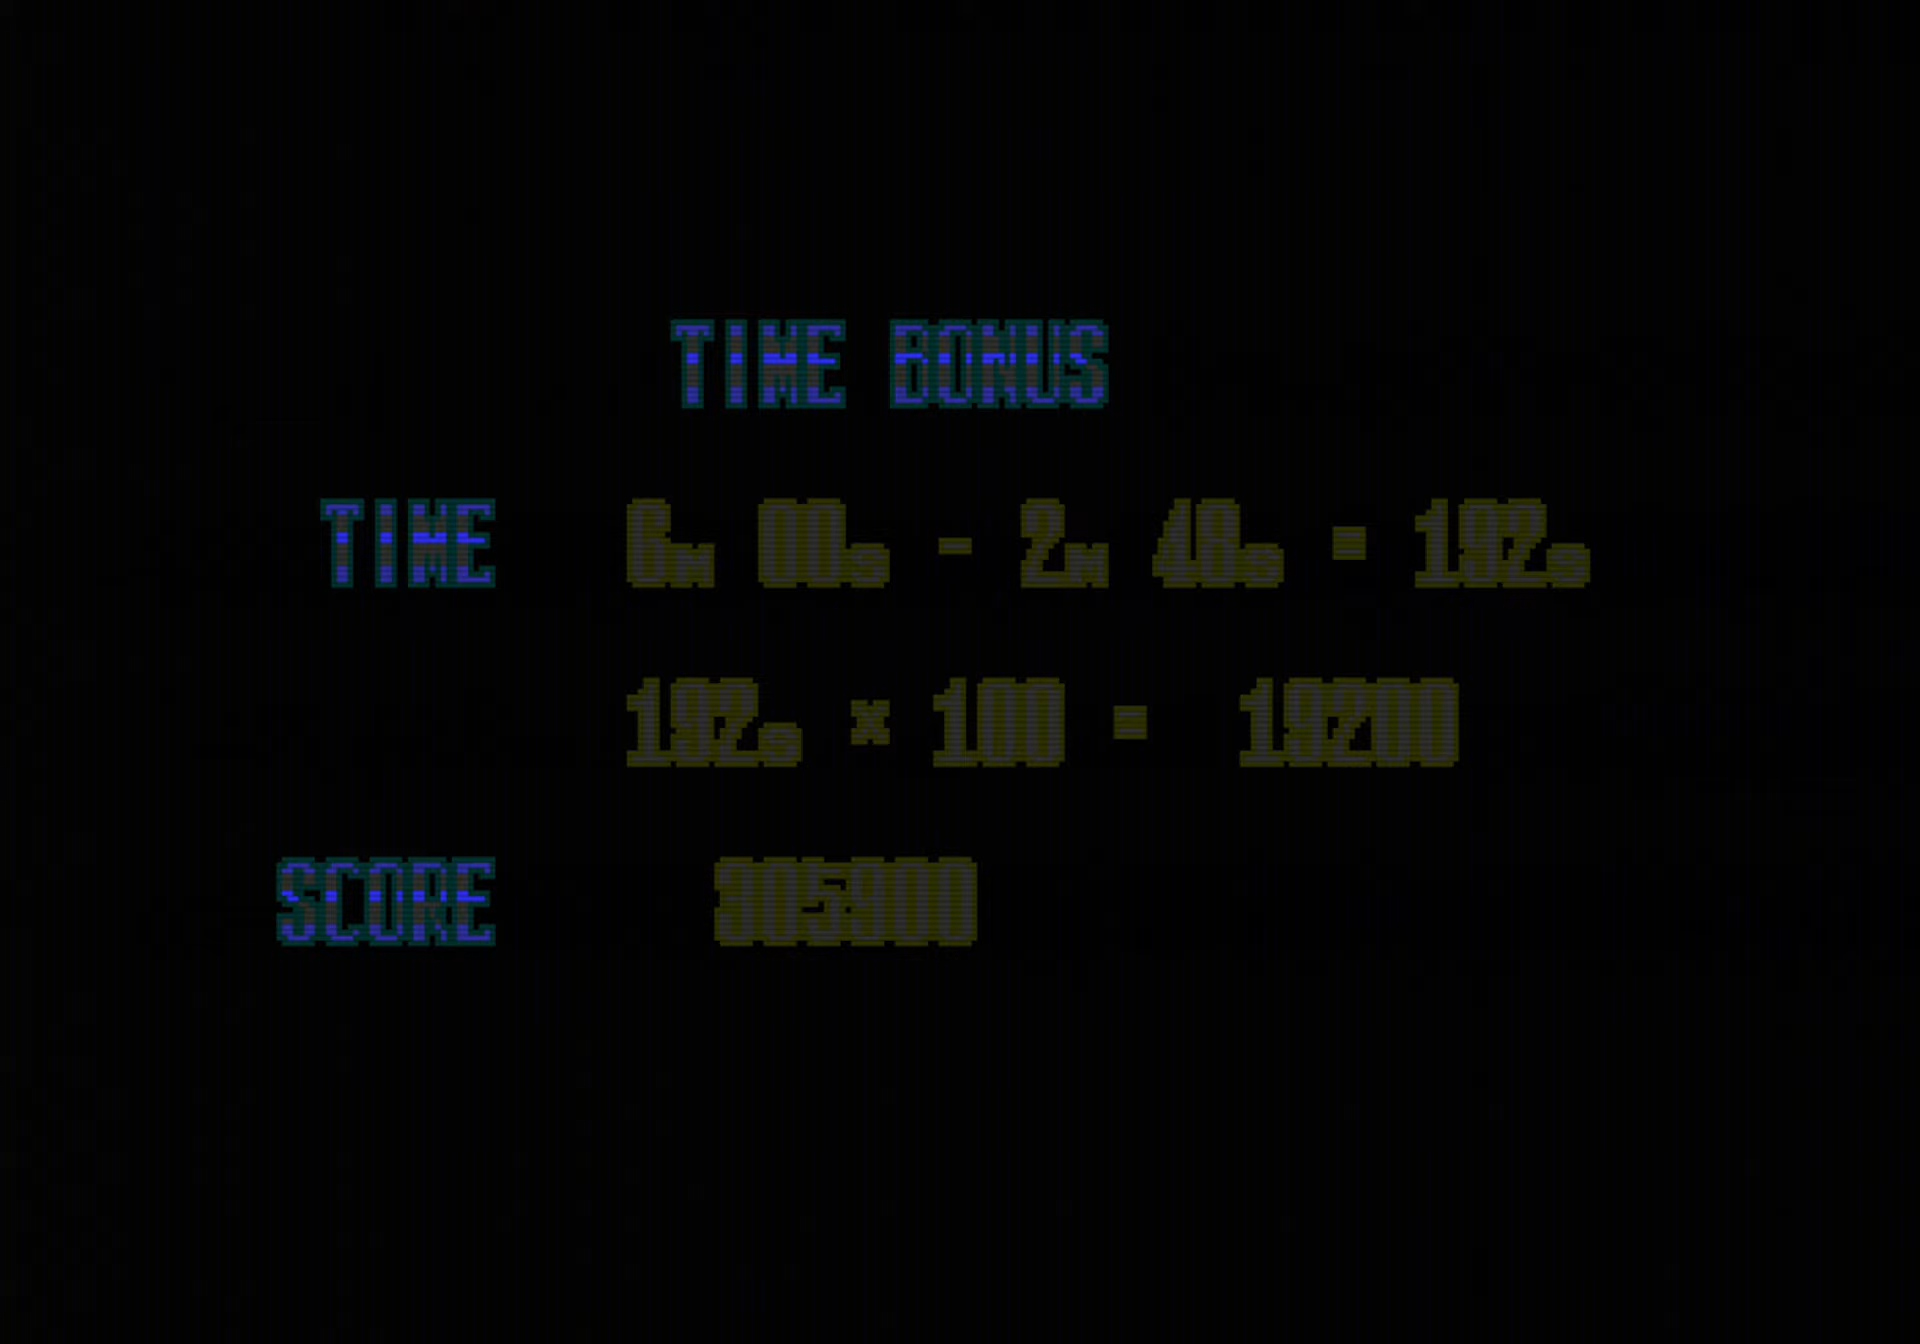 TIME BONUS
TIME 6M 00s - 2M 48s = 192s
192s × 100 = 19200
SCORE 305900